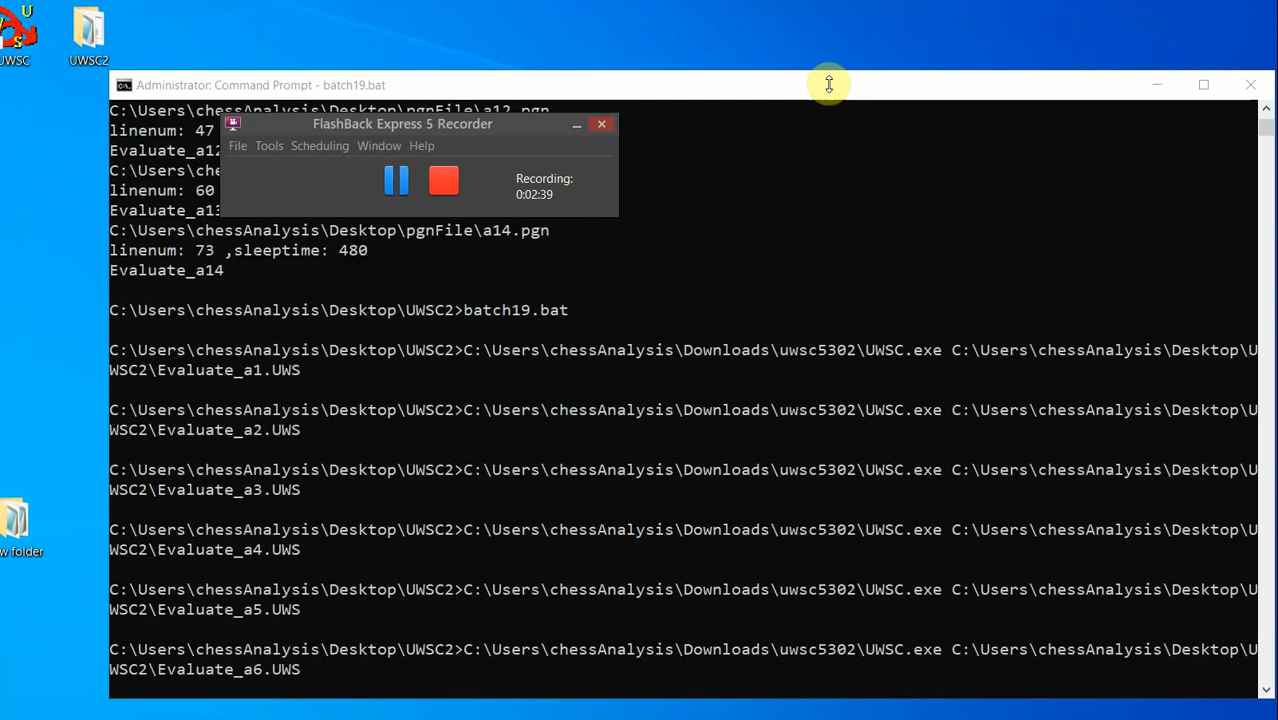 U
S
UWSC
UWSC2
Administrator: Command Prompt - batch19.bat
C:\Users\chessAnalysis\Desktop\pgnFile\a12.pgn
linenum: 47
Evaluate_a12
C:\Us
linenum: 60
Evaluate_a13
FlashBack Express 5 Recorder
File Tools Scheduling Window Help
Recording:
0:02:39
C:\Users\chessAnalysis\Desktop\pgnFile\a14.pgn
linenum: 73 ,sleeptime: 480
Evaluate_a14
C:\Users\chessAnalysis\Desktop\UWSC2>batch19.bat
C:\Users\chessAnalysis\Desktop\UWSC2>C:\Users\chessAnalysis\Downloads\uwsc5302\UWSC.exe C:\Users\chessAnalysis\Desktop\U
WSC2\Evaluate_a1.UWS
C:\Users\chessAnalysis\Desktop\UWSC2>C:\Users\chessAnalysis\Downloads\uwsc5302\UWSC.exe C:\Users\chessAnalysis\Desktop\U
WSC2\Evaluate_a2.UWS
C:\Users\chessAnalysis\Desktop\UWSC2>C:\Users\chessAnalysis\Downloads\uwsc5302\UWSC.exe C:\Users\chessAnalysis\Desktop\U
WSC2\Evaluate_a3.UWS
C:\Users\chessAnalysis\Desktop\UWSC2>C:\Users\chessAnalysis\Downloads\uwsc5302\UWSC.exe C:\Users\chessAnalysis\Desktop\U
WSC2\Evaluate_a4.UWS
C:\Users\chessAnalysis\Desktop\UWSC2>C:\Users\chessAnalysis\Downloads\uwsc5302\UWSC.exe C:\Users\chessAnalysis\Desktop\U
WSC2\Evaluate_a5.UWS
C:\Users\chessAnalysis\Desktop\UWSC2>C:\Users\chessAnalysis\Downloads\uwsc5302\UWSC.exe C:\Users\chessAnalysis\Desktop\U
WSC2\Evaluate_a6.UWS
w folder